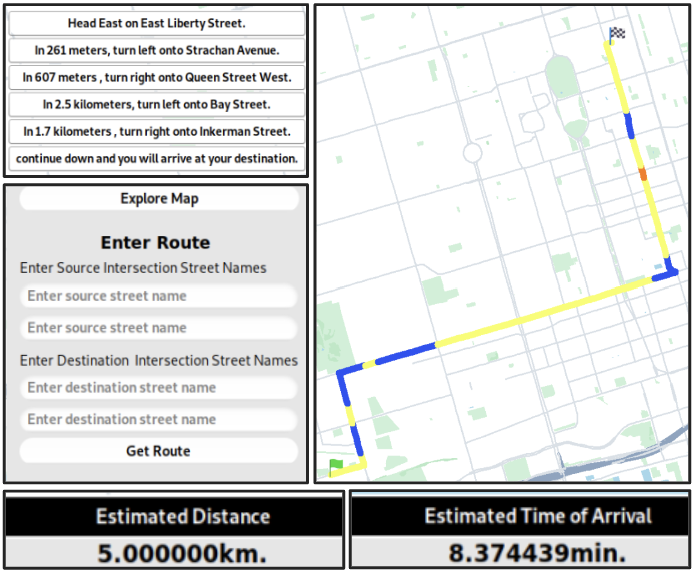 Head East on East Liberty Street.
In 261 meters, turn left onto Strachan Avenue.
In 607 meters , turn right onto Queen Street West.
In 2.5 kilometers, turn left onto Bay Street.
In 1.7 kilometers , turn right onto Inkerman Street.
continue down and you will arrive at your destination.
Explore Map
Enter Route
Enter Source Intersection Street Names
Enter source street name
Enter source street name
Enter Destination Intersection Street Names
Enter destination street name
Enter destination street name
Get Route
Estimated Distance
5.000000km.
Estimated Time of Arrival
8.374439min.